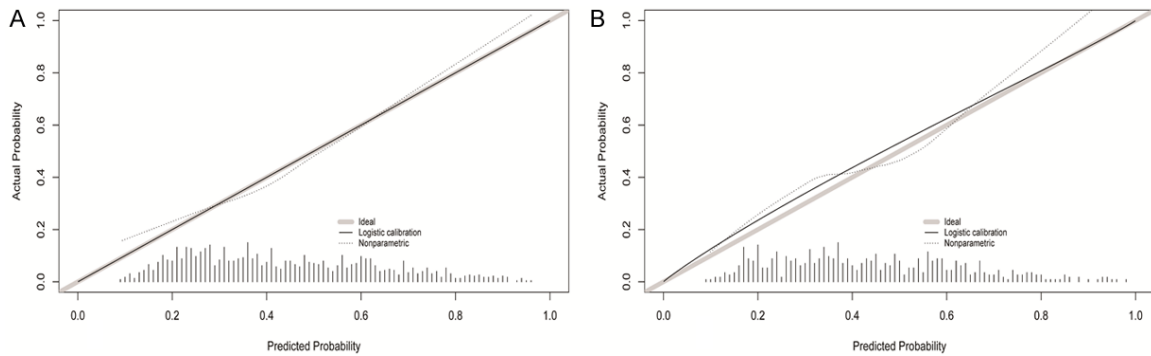 A
1.0
0.8
0.6
0.4
0.2
0.0
Actual Probability
Ideal
Logistic calibration
Nonparametric
0.0 0.2 0.4 0.6 0.8 1.0
Predicted Probability
B
1.0
0.8
0.6
0.4
0.2
0.0
Actual Probability
Ideal
Logistic calibration
Nonparametric
0.0 0.2 0.4 0.6 0.8 1.0
Predicted Probability